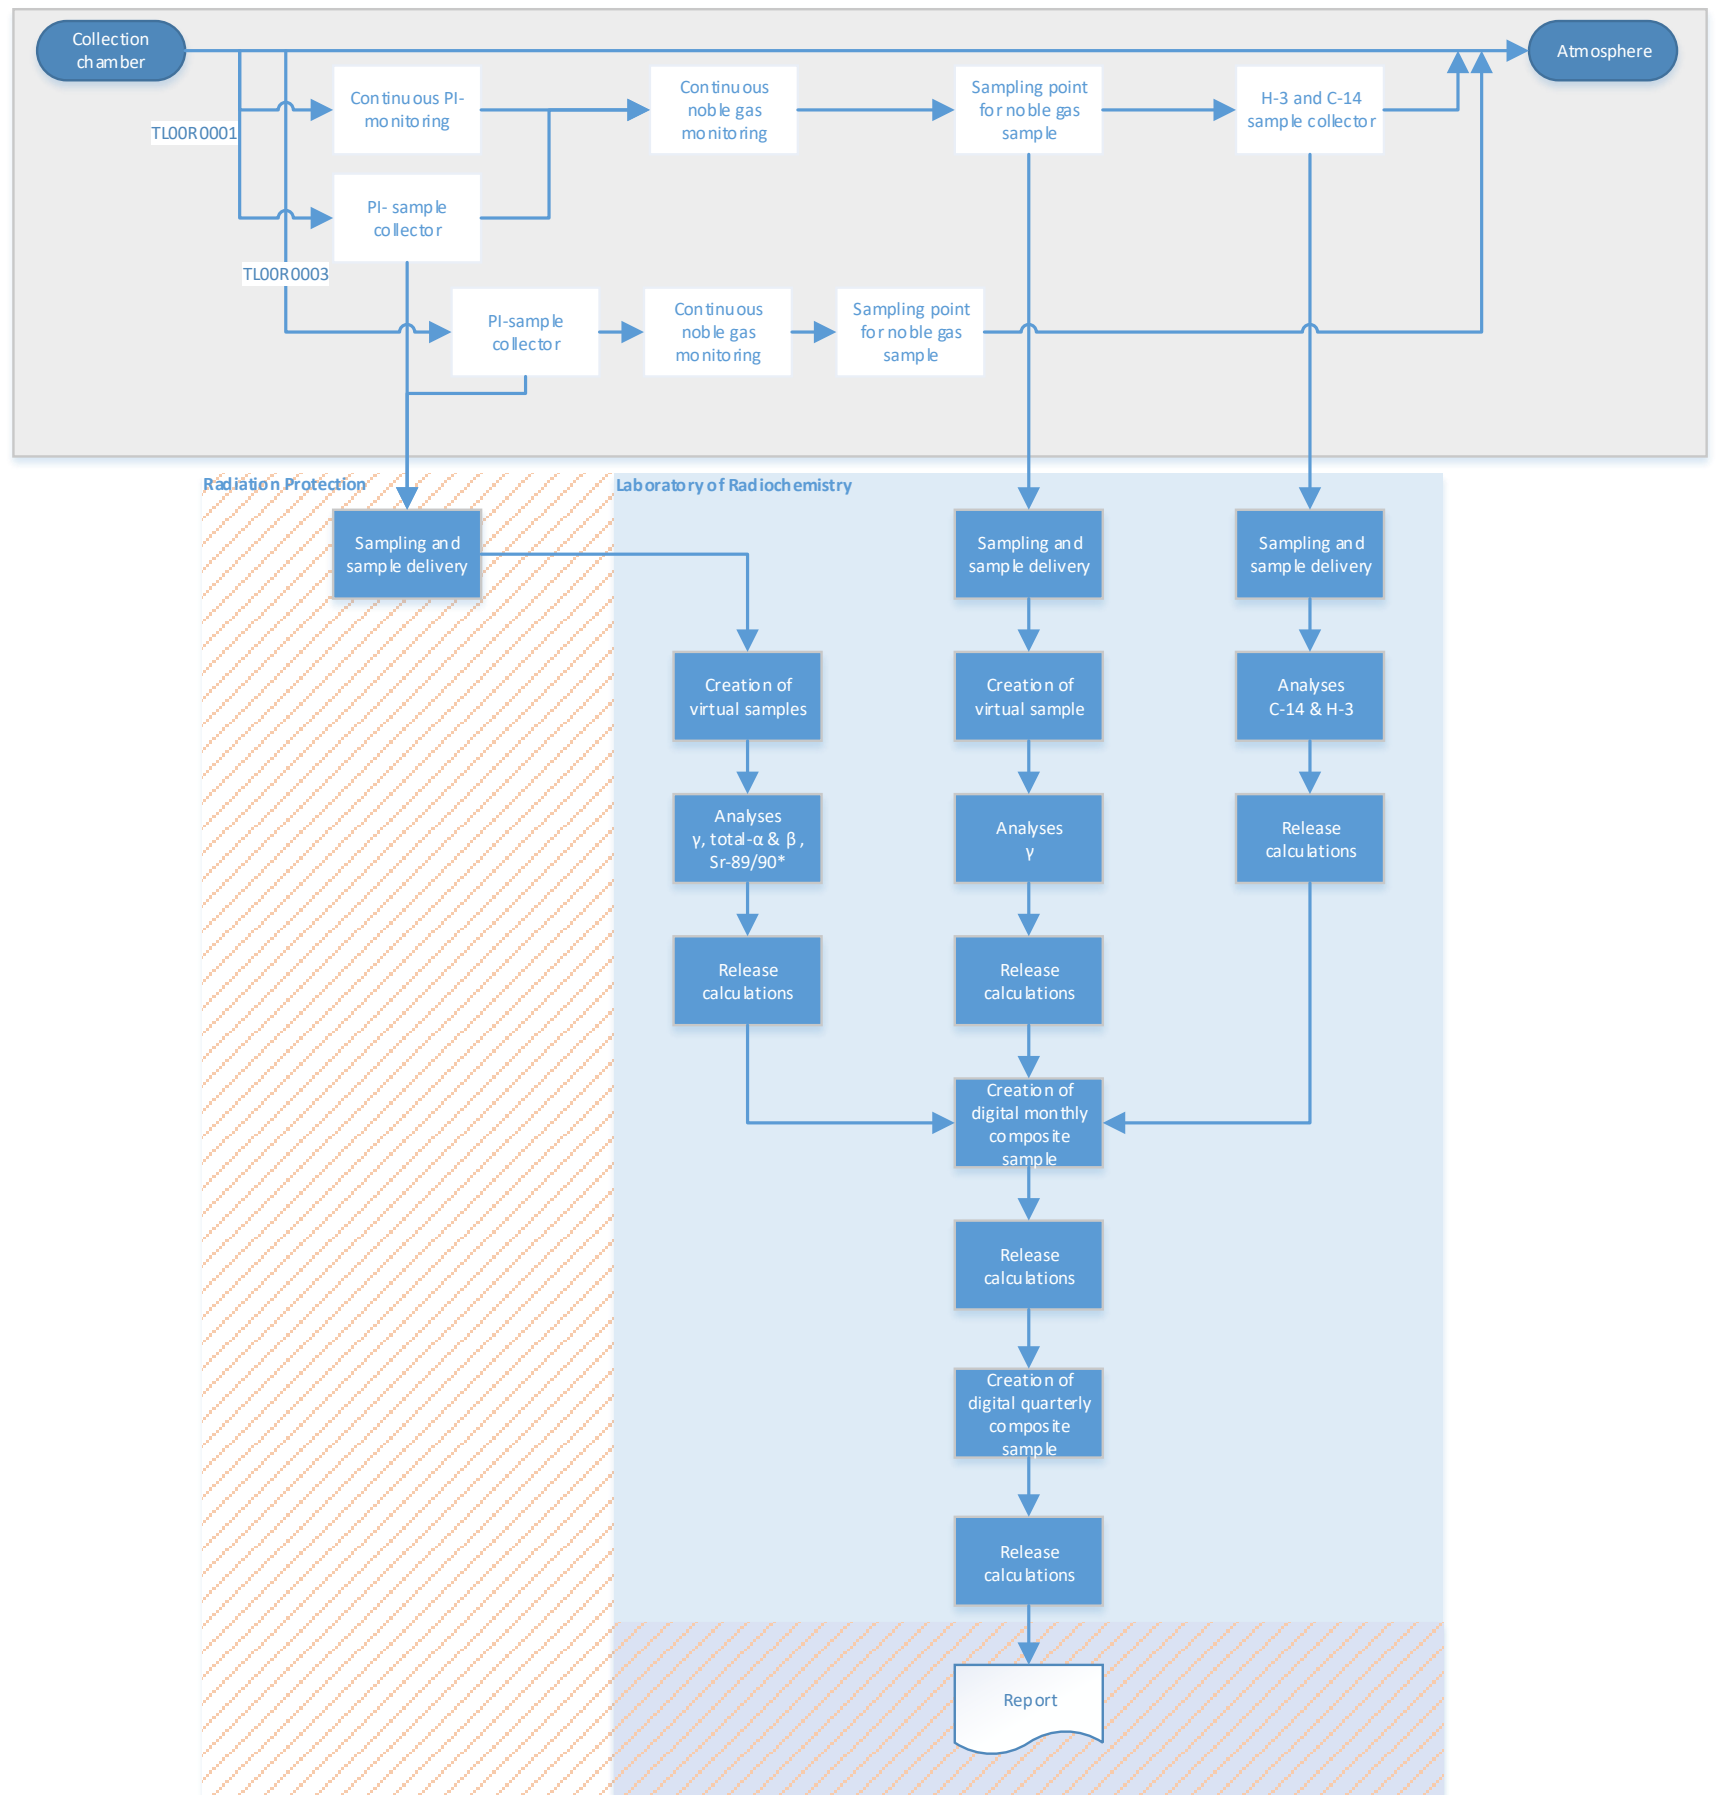 Collection
chamber
Atmosphere
Continuous PI-
monitoring
Continuous
noble gas
monitoring
Sampling point
for noble gas
sample
H-3 and C-14
sample collector
TL00R0001
PI- sample
collector
TL00R0003
PI-sample
collector
Continuous
noble gas
monitoring
Sampling point
for noble gas
sample
Radiation Protection
Laboratory of Radiochemistry
Sampling and
sample delivery
Sampling and
sample delivery
Sampling and
sample delivery
Creation of
virtual samples
Creation of
virtual sample
Analyses
C-14 & H-3
Analyses
γ, total-α & β ,
Sr-89/90*
Analyses
γ
Release
calculations
Release
calculations
Release
calculations
Creation of
digital monthly
composite
sample
Release
calculations
Creation of
digital quarterly
composite
sample
Release
calculations
Report